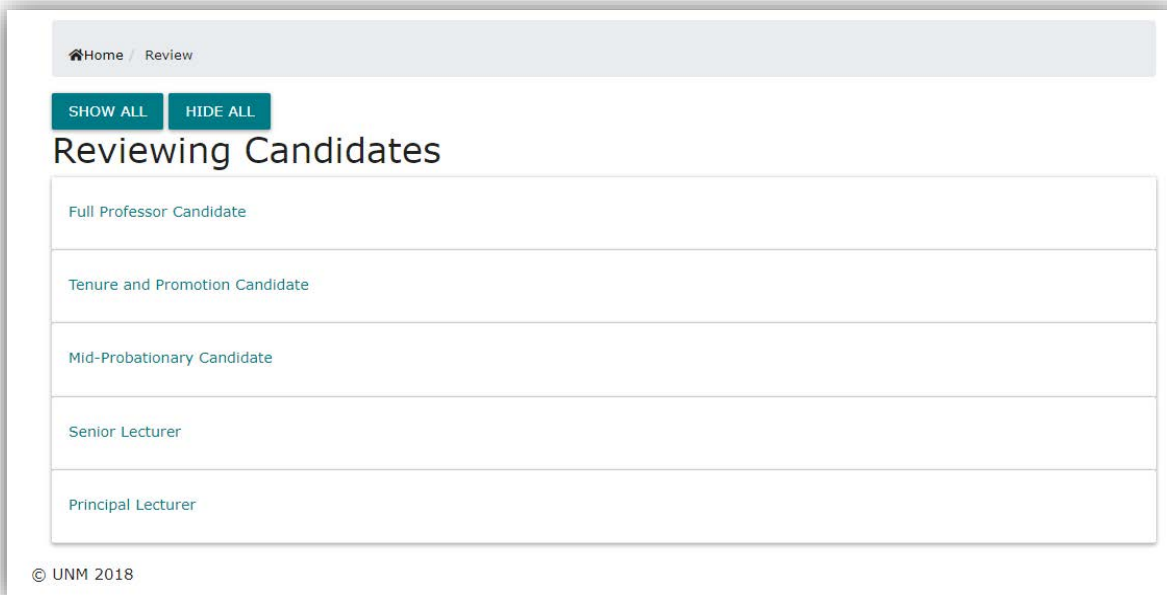 Home / Review
SHOW ALL HIDE ALL
Reviewing Candidates
Full Professor Candidate
Tenure and Promotion Candidate
Mid-Probationary Candidate
Senior Lecturer
Principal Lecturer
© UNM 2018